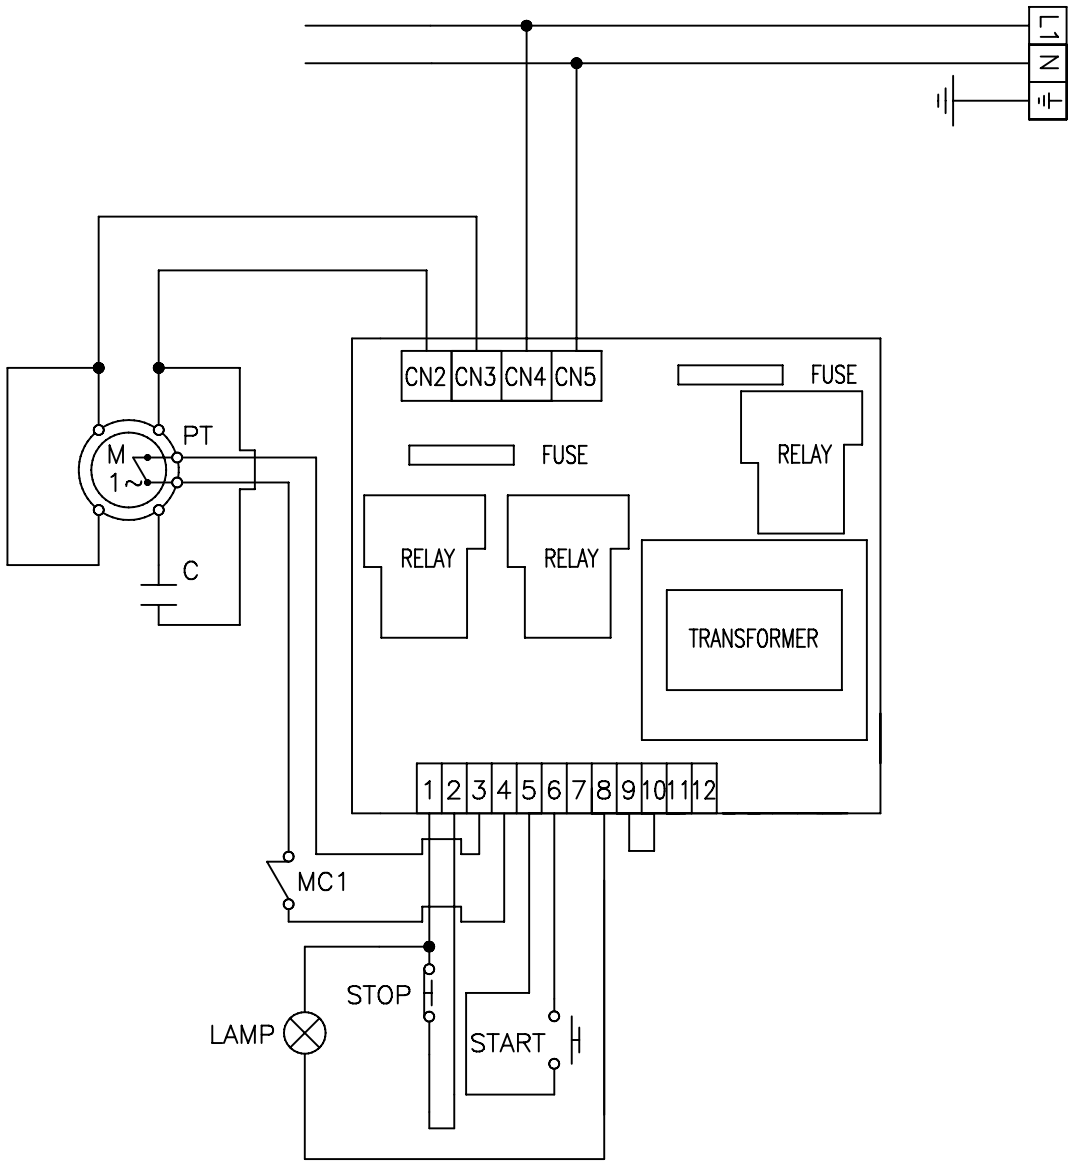 L1
N
CN2 CN3 CN4 CN5
FUSE
PT
M
1~
FUSE
RELAY
C
RELAY
RELAY
TRANSFORMER
1 2 3 4 5 6 7 8 9 10 11 12
MC1
STOP
LAMP
START